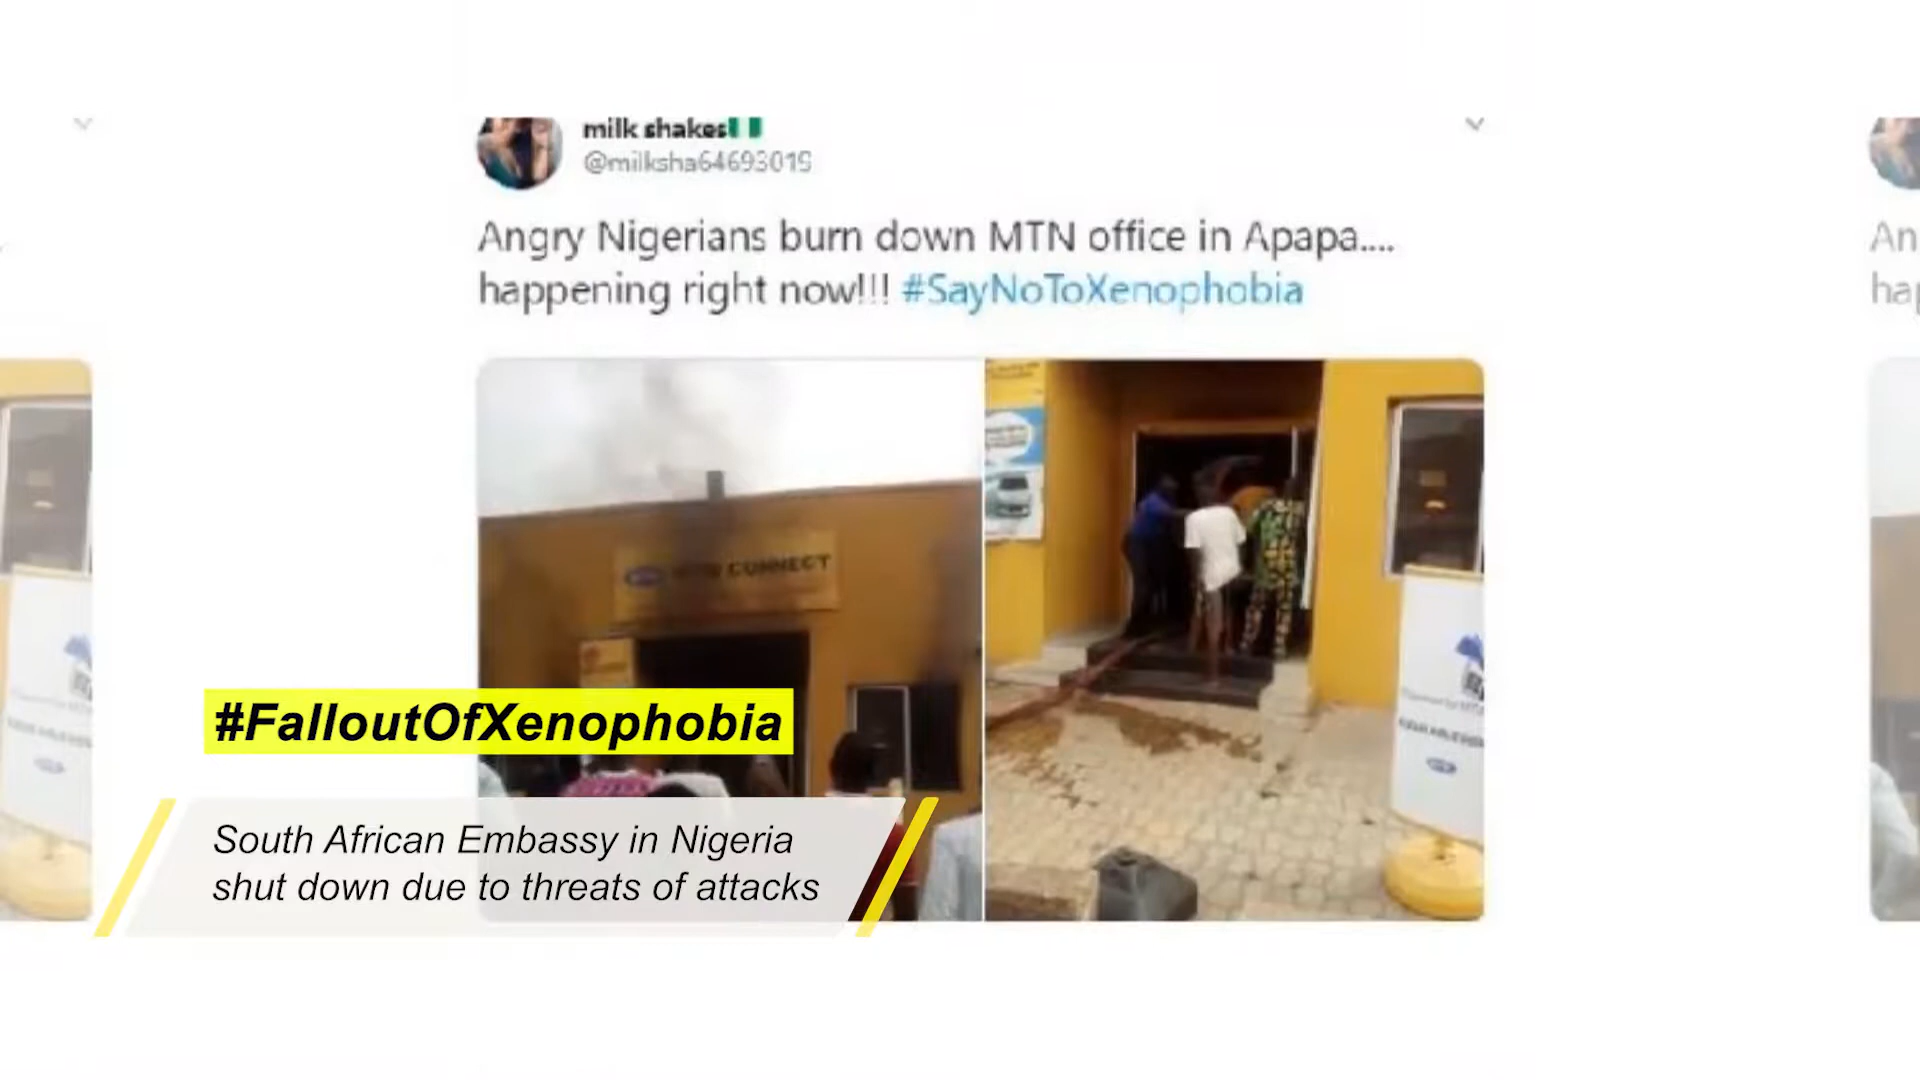 milk shakes
@milksha64693019
Angry Nigerians burn down MTN office in Apapa....
happening right now!!! #SayNoToXenophobia
CONNECT
#FalloutOfXenophobia
South African Embassy in Nigeria
shut down due to threats of attacks
An
hap